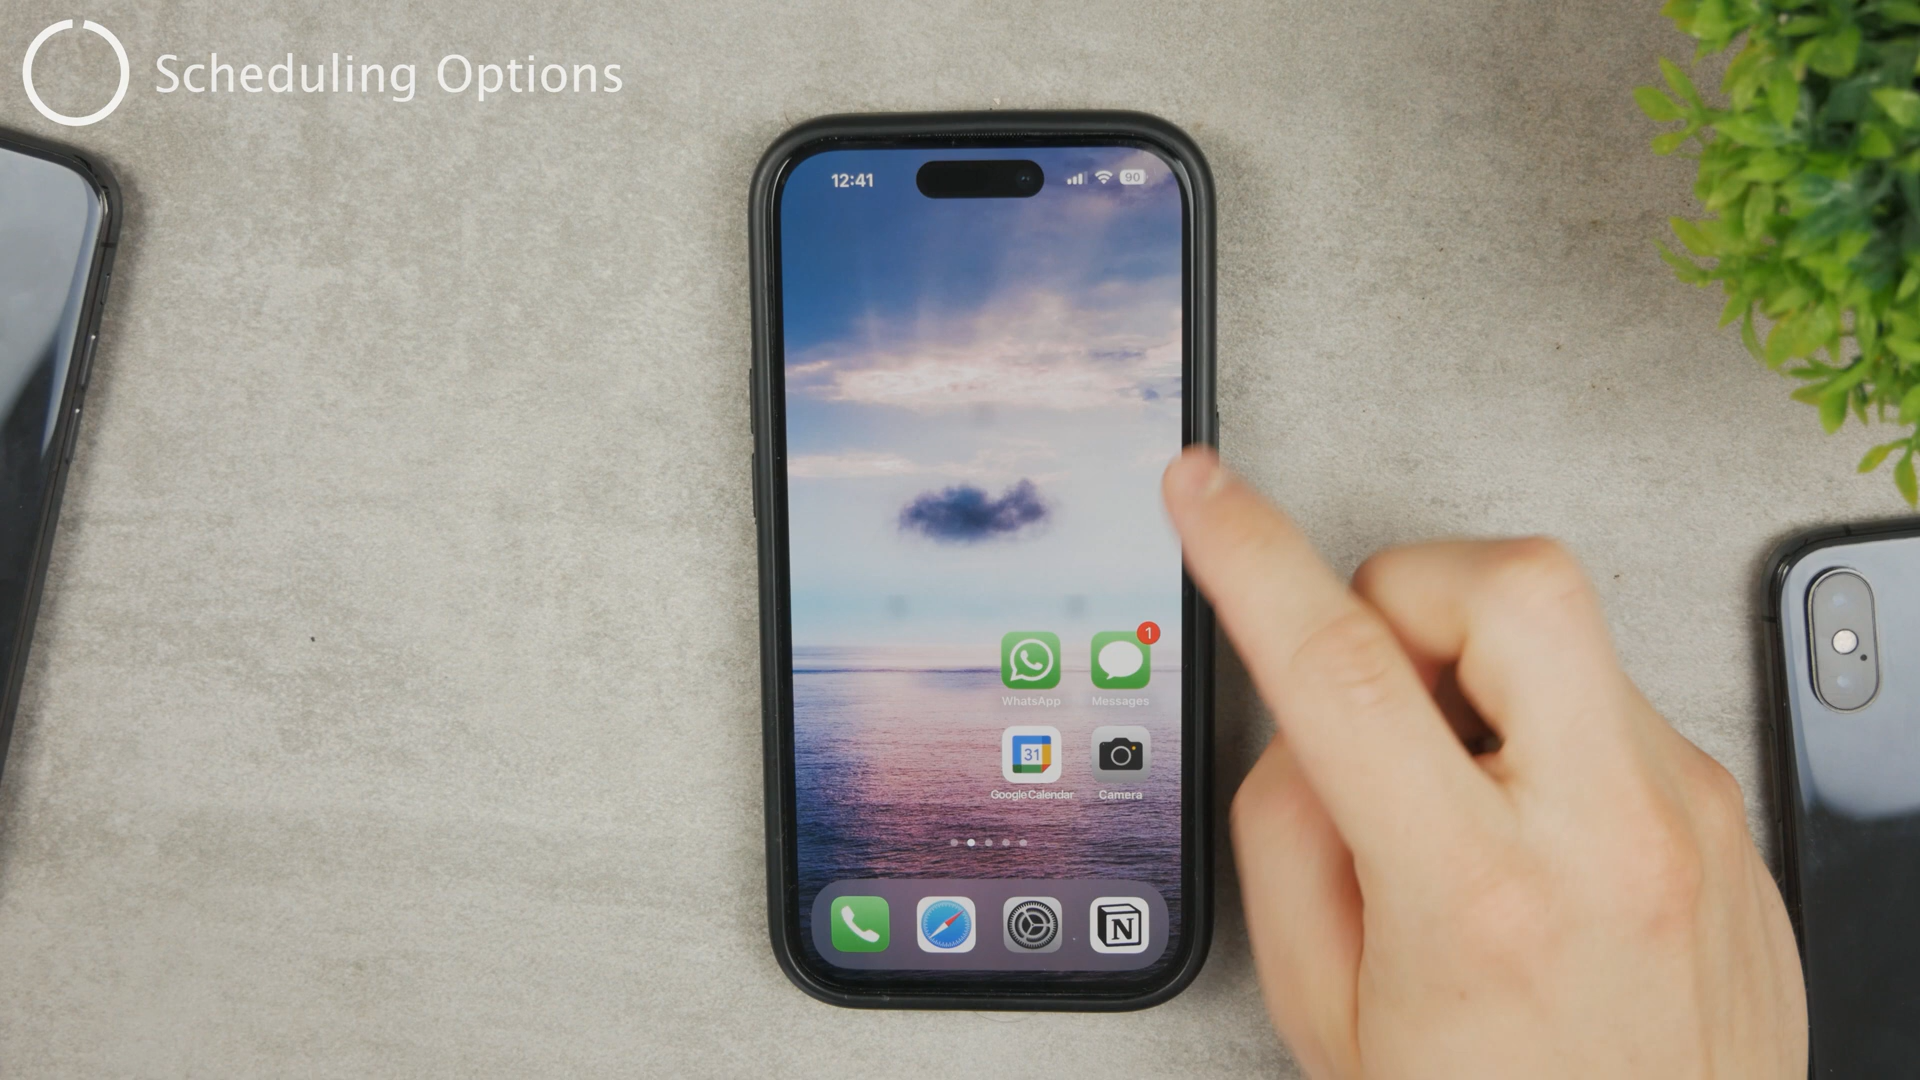 Scheduling Options
12:41
90
1
WhatsApp
Messages
31
Google Calendar
Camera
N